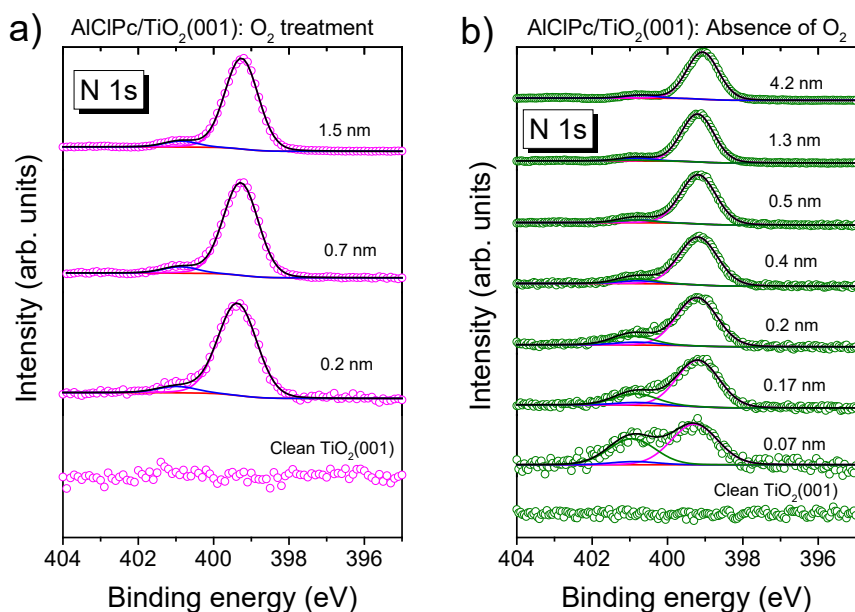 a)
AlClPc/TiO₂(001): O₂ treatment
N 1s
1.5 nm
0.7 nm
0.2 nm
Clean TiO₂(001)
Intensity (arb. units)
404 402 400 398 396
Binding energy (eV)
b)
AlClPc/TiO₂(001): Absence of O₂
N 1s
4.2 nm
1.3 nm
0.5 nm
0.4 nm
0.2 nm
0.17 nm
0.07 nm
Clean TiO₂(001)
Intensity (arb. units)
404 402 400 398 396
Binding energy (eV)